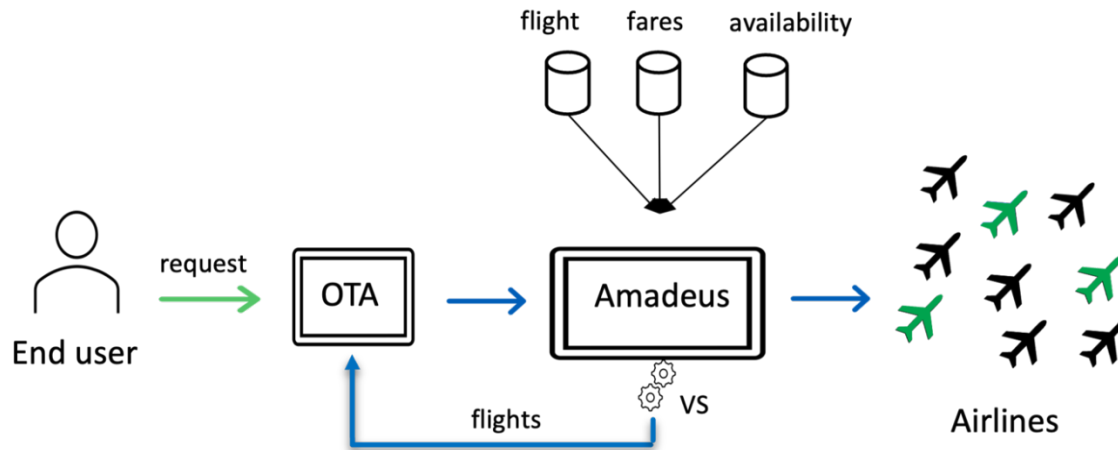 flight fares availability
request
OTA
Amadeus
End user
VS
flights
Airlines